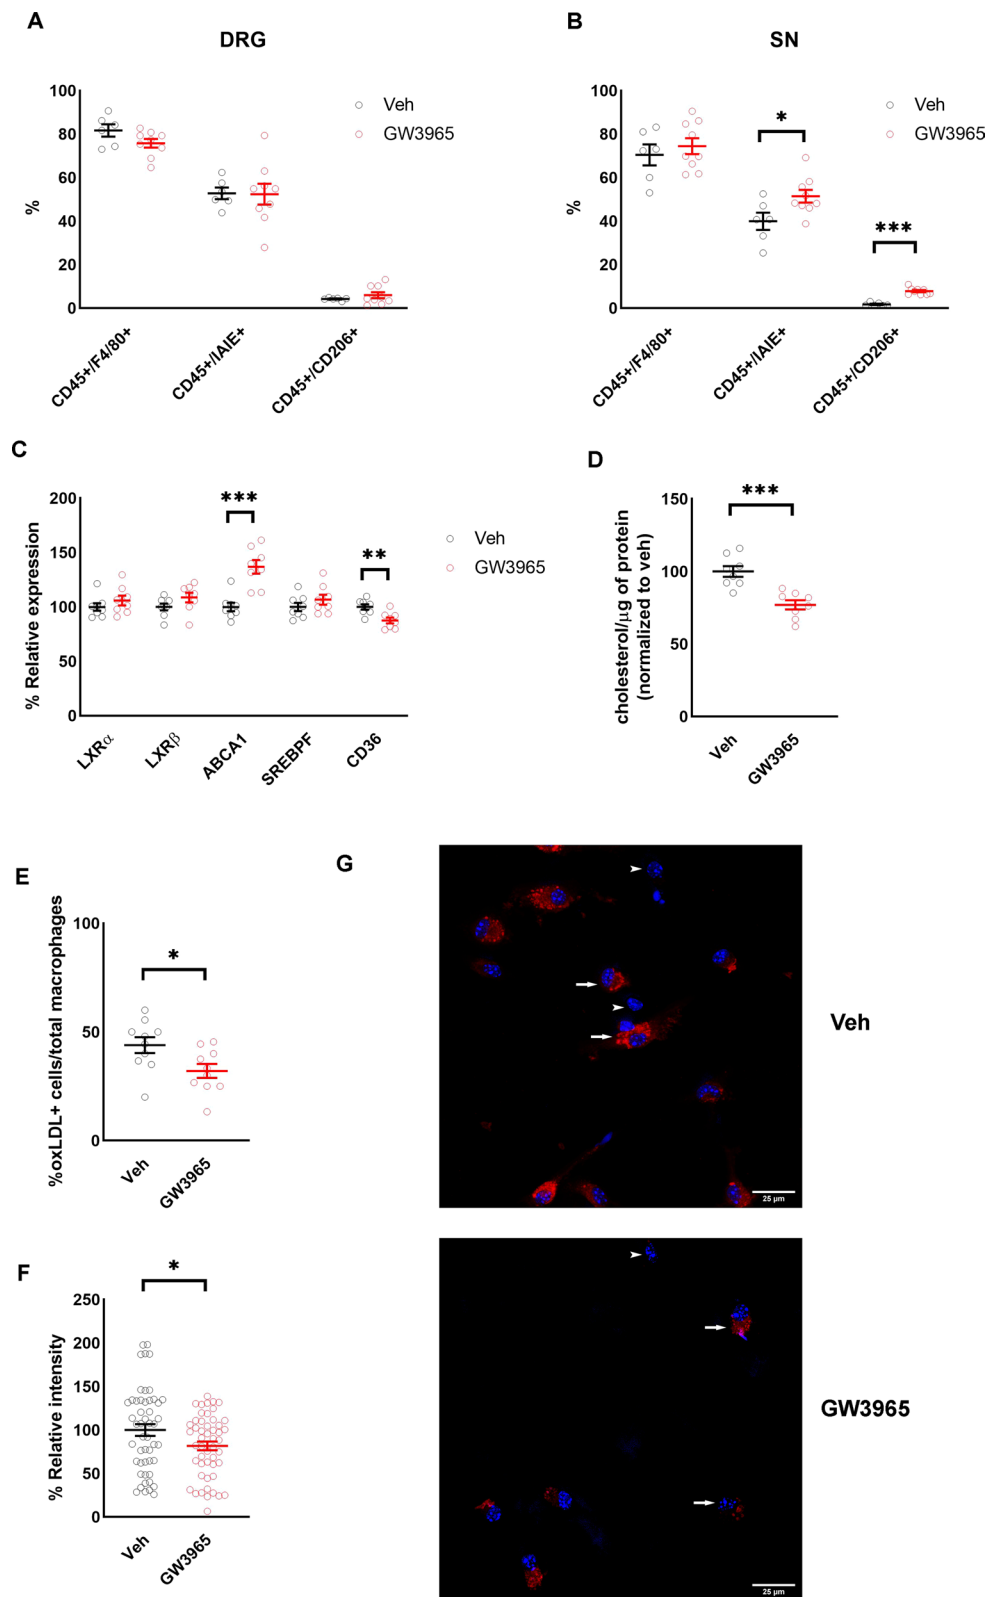 A
DRG
100
80
60
40
20
0
%
Veh
GW3965
CD45+/F4/80+
CD45+/IAIE+
CD45+/CD206+
B
SN
100
80
60
40
20
0
%
Veh
GW3965
*
***
CD45+/F4/80+
CD45+/IAIE+
CD45+/CD206+
C
200
150
100
50
0
% Relative expression
***
**
Veh
GW3965
LXRα
LXRβ
ABCA1
SREBPF
CD36
D
150
100
50
0
cholesterol/μg of protein
(normalized to veh)
***
Veh
GW3965
E
100
50
0
%oxLDL+ cells/total macrophages
*
Veh
GW3965
F
250
200
150
100
50
0
% Relative intensity
*
Veh
GW3965
G
25 µm
Veh
25 µm
GW3965